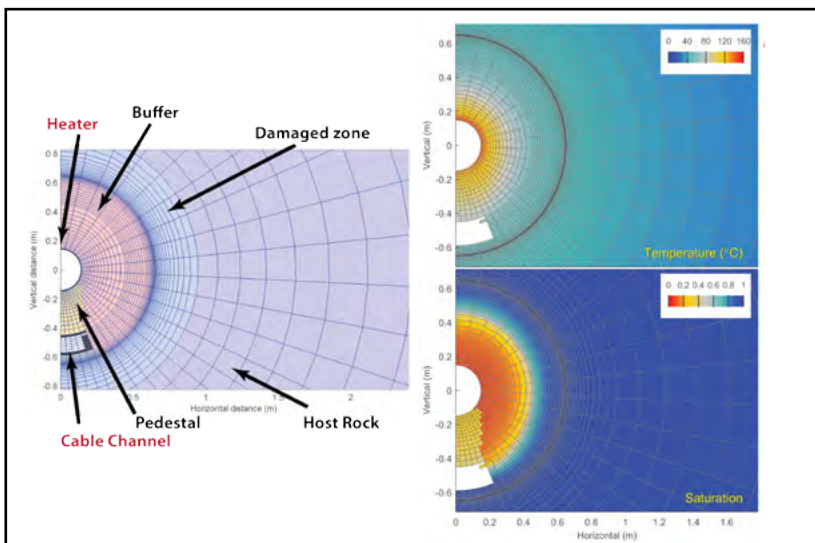 Heater
Buffer
Damaged zone
0.8
0.6
0.4
0.2
0
-0.2
-0.4
-0.6
-0.8
Vertical distance (m)
0
0.5
1
1.5
2
Horizontal distance (m)
Pedestal
Cable Channel
Host Rock
0 40 80 120 160
0.6
0.4
0.2
0
-0.2
-0.4
-0.6
Vertical (m)
Temperature (°C)
0 0.2 0.4 0.6 0.8 1
0.6
0.4
0.2
0
-0.2
-0.4
-0.6
Vertical (m)
Saturation
0 0.2 0.4 0.6 0.8 1 1.2 1.4 1.6
Horizontal (m)